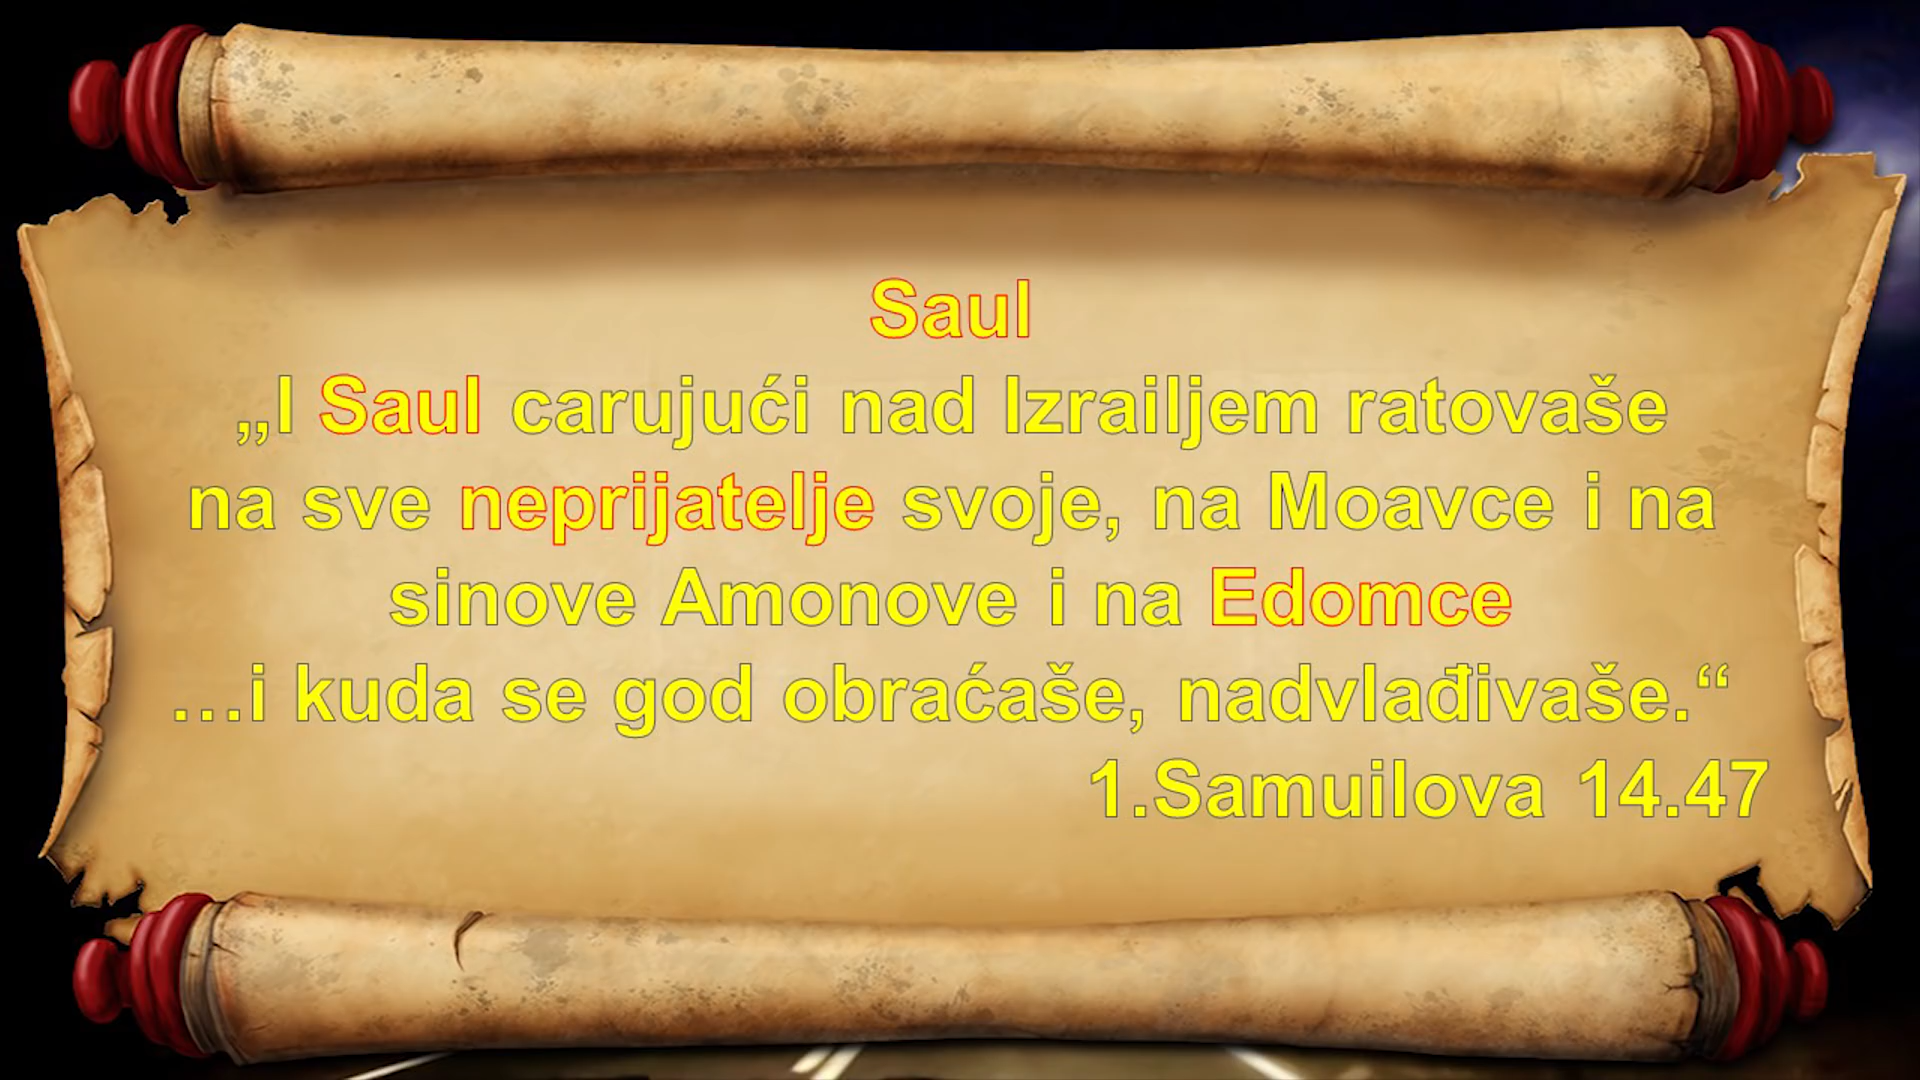 Saul
„I Saul carujući nad Izrailjem ratovaše
na sve neprijatelje svoje, na Moavce i na
sinove Amonove i na Edomce
…i kuda se god obraćaše, nadvlađivaše.“
1.Samuilova 14.47